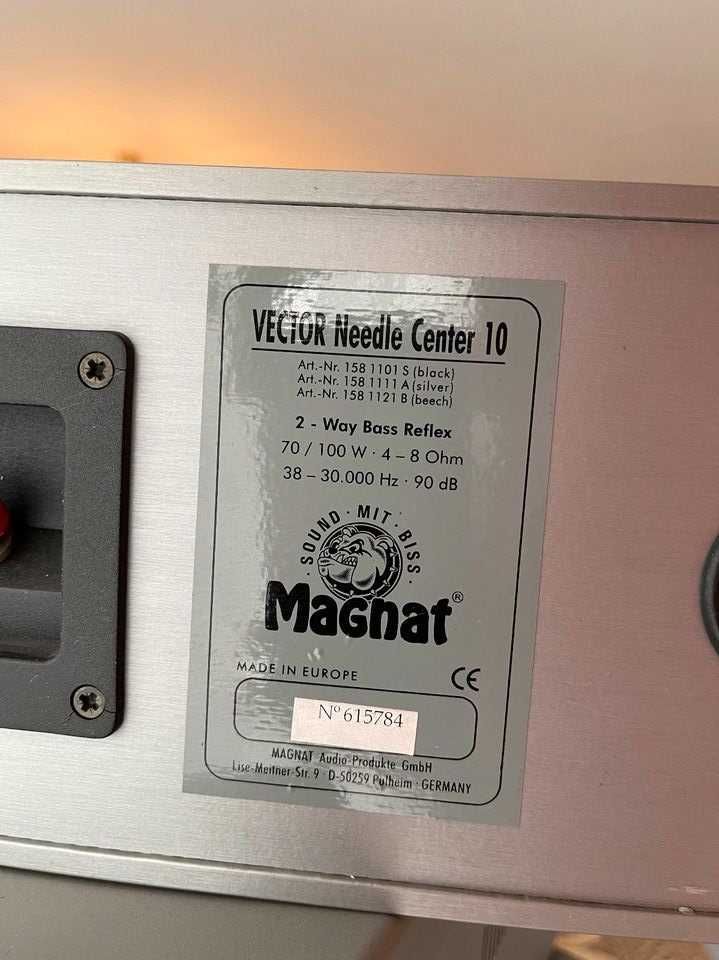 VECTOR Needle Center 10
Art.-Nr. 158 1101 S (black)
Art.-Nr. 158 1111 A (silver)
Art.-Nr. 158 1121 B (beech)
2 - Way Bass Reflex
70 / 100 W · 4 – 8 Ohm
38 – 30.000 Hz · 90 dB
· SOUND · MIT · BISS ·
Magnat®
MADE IN EUROPE CE
Nº 615784
MAGNAT Audio-Produkte GmbH
Lise-Meitner-Str. 9 · D-50259 Pulheim · GERMANY